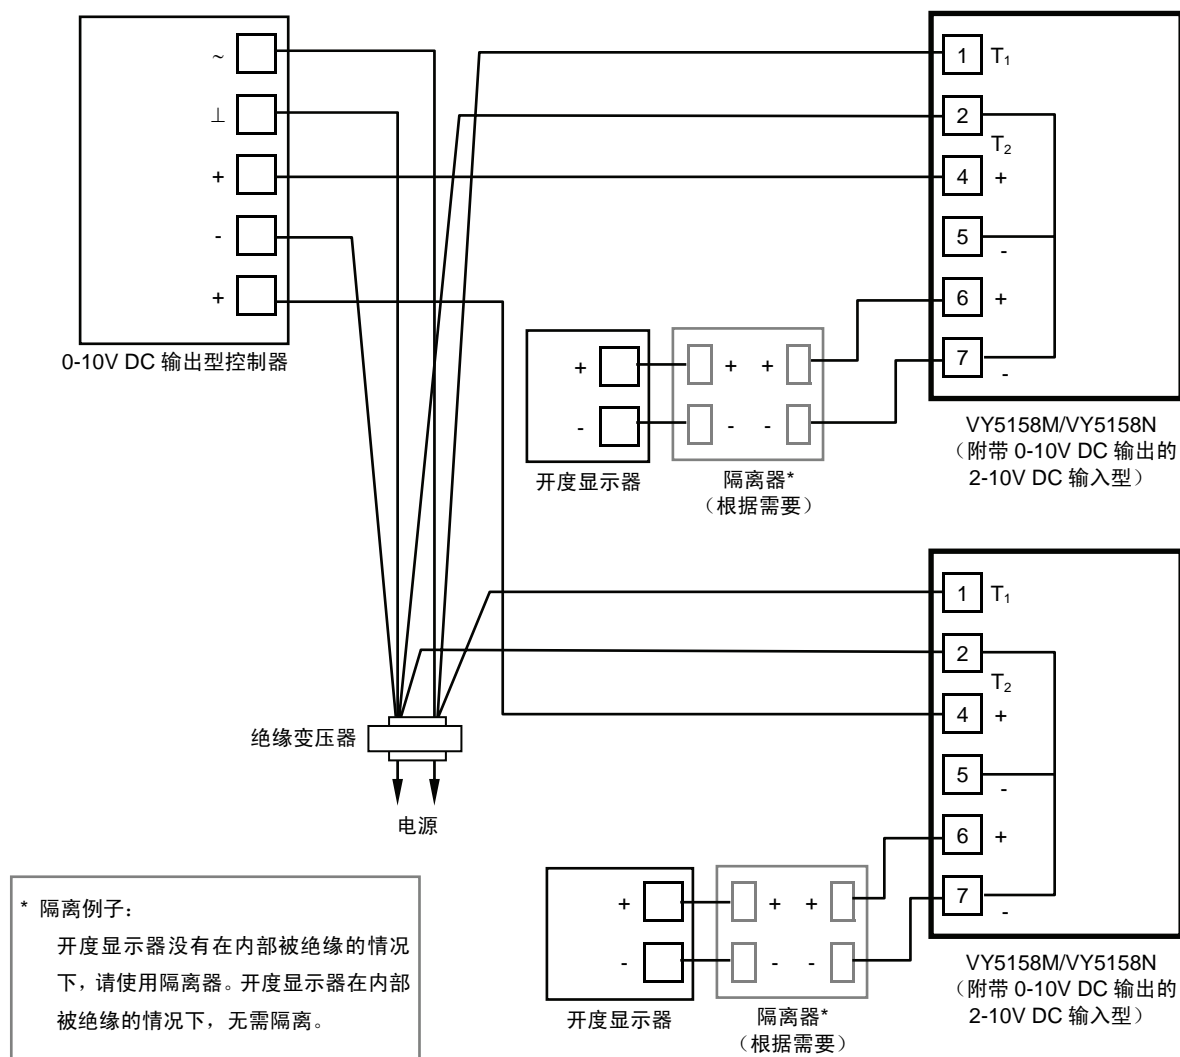 ~
⊥
+
-
+
0-10V DC 输出型控制器
1 T₁
2
T₂
4 +
5
-
6 +
7
-
VY5158M/VY5158N
（附带 0-10V DC 输出的
2-10V DC 输入型）
+
-
开度显示器
+ +
- -
隔离器*
（根据需要）
1 T₁
2
T₂
4 +
5
-
6 +
7
-
VY5158M/VY5158N
（附带 0-10V DC 输出的
2-10V DC 输入型）
绝缘变压器
电源
+
-
开度显示器
+ +
- -
隔离器*
（根据需要）
* 隔离例子：
开度显示器没有在内部被绝缘的情况
下，请使用隔离器。开度显示器在内部
被绝缘的情况下，无需隔离。